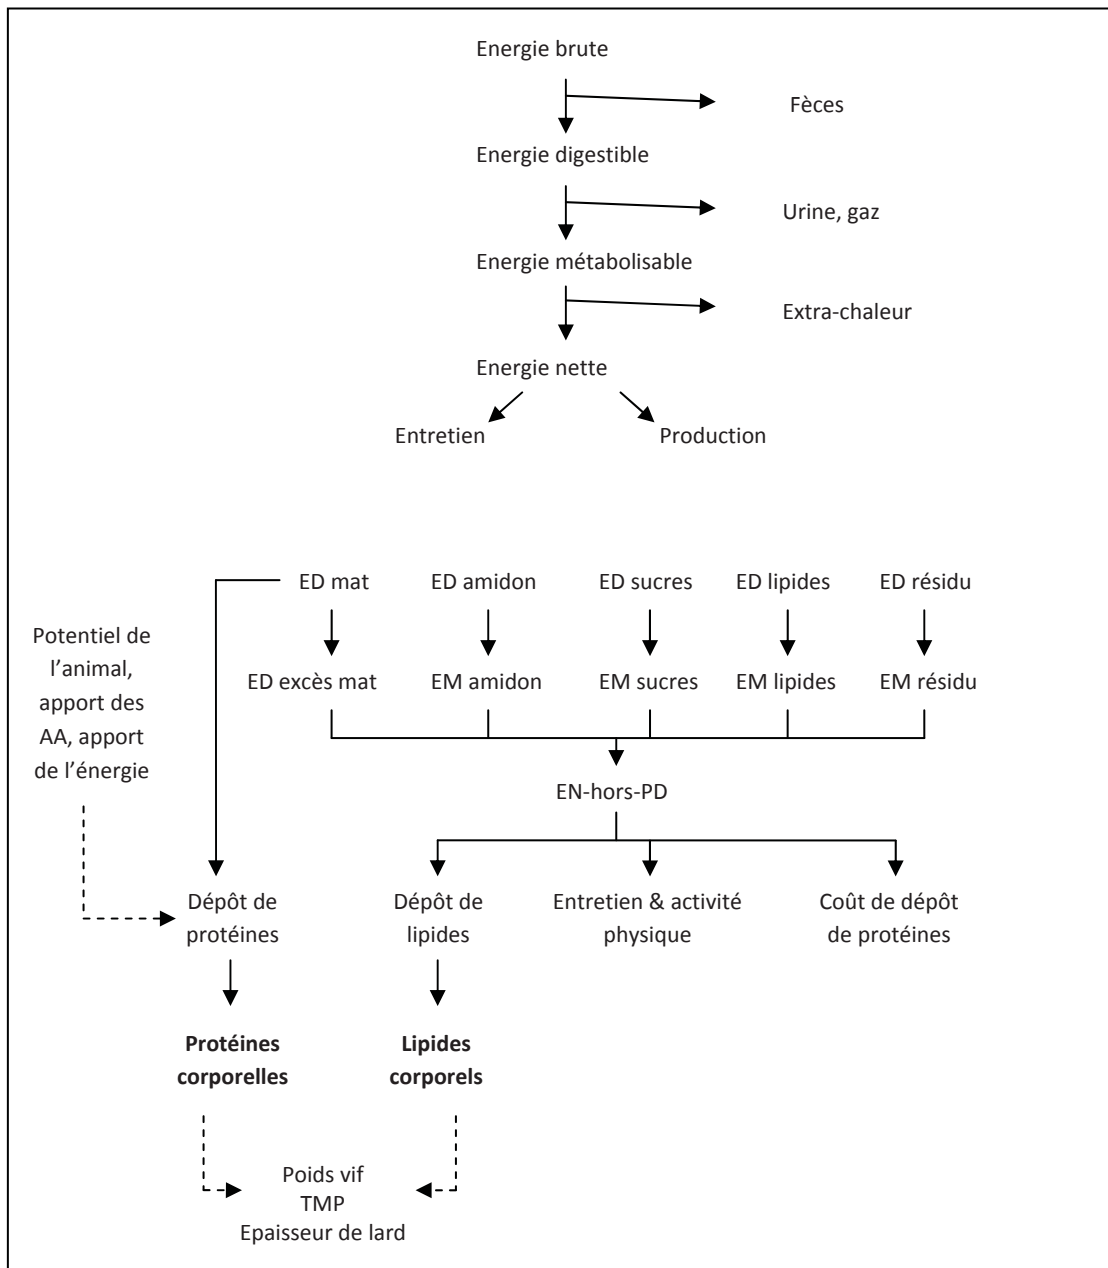 Energie brute
Fèces
Energie digestible
Urine, gaz
Energie métabolisable
Extra-chaleur
Energie nette
Entretien
Production
ED mat
ED amidon
ED sucres
ED lipides
ED résidu
Potentiel de
l'animal,
apport des
AA, apport
de l'énergie
ED excès mat
EM amidon
EM sucres
EM lipides
EM résidu
EN-hors-PD
Dépôt de
protéines
Dépôt de
lipides
Entretien & activité
physique
Coût de dépôt
de protéines
Protéines
corporelles
Lipides
corporels
Poids vif
TMP
Epaisseur de lard